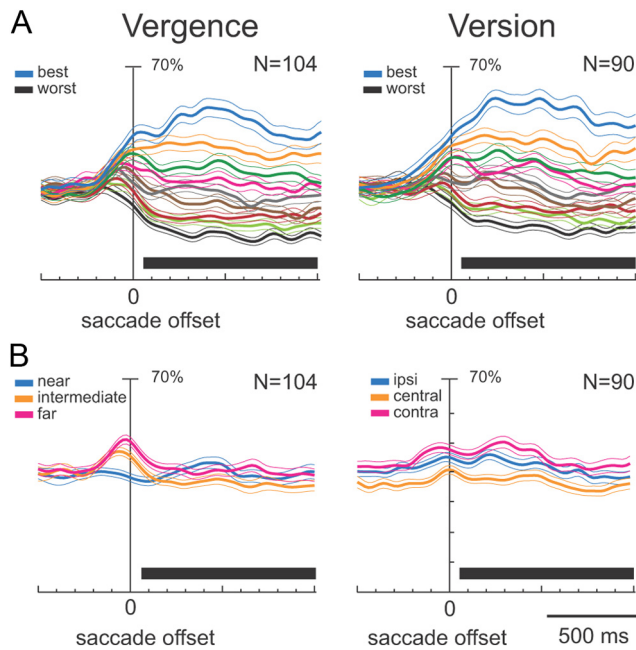 A
Vergence
Version
best
worst
70%
N=104
best
worst
70%
N=90
0
saccade offset
0
saccade offset
B
near
intermediate
far
70%
N=104
ipsi
central
contra
70%
N=90
0
saccade offset
0
saccade offset
500 ms